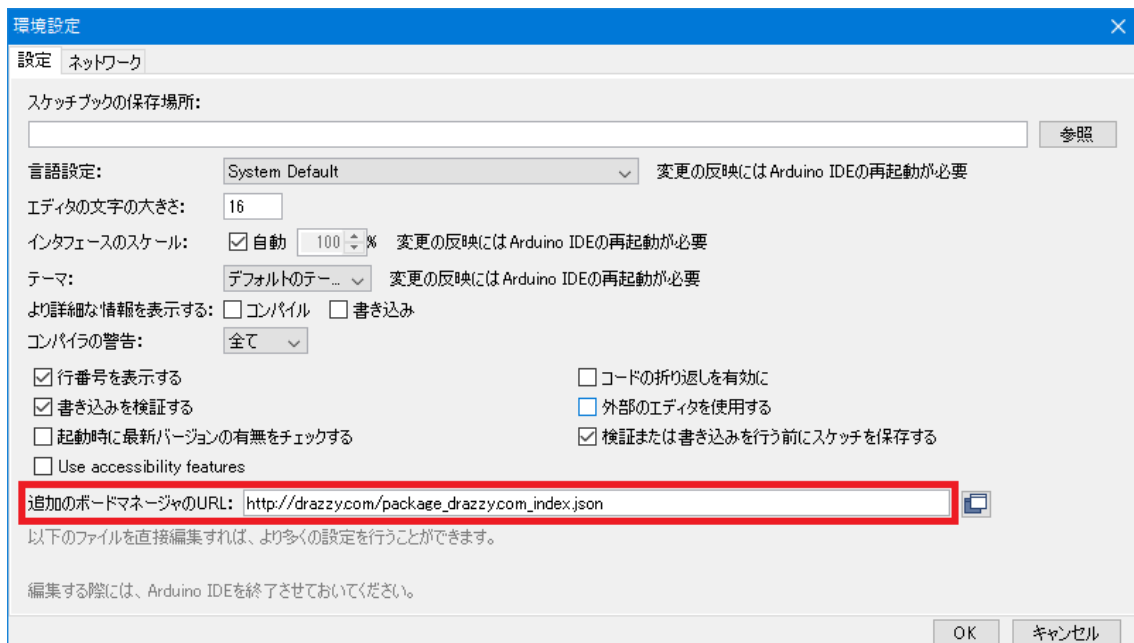 環境設定
設定 ネットワーク
スケッチブックの保存場所:
参照
言語設定: System Default 変更の反映にはArduino IDEの再起動が必要
エディタの文字の大きさ: 16
インタフェースのスケール: 自動 100 % 変更の反映にはArduino IDEの再起動が必要
テーマ: デフォルトのテー... 変更の反映にはArduino IDEの再起動が必要
より詳細な情報を表示する: コンパイル 書き込み
コンパイラの警告: 全て
行番号を表示する コードの折り返しを有効に
書き込みを検証する 外部のエディタを使用する
起動時に最新バージョンの有無をチェックする 検証または書き込みを行う前にスケッチを保存する
Use accessibility features
追加のボードマネージャのURL: http://drazzy.com/package_drazzy.com_index.json
以下のファイルを直接編集すれば、より多くの設定を行うことができます。
編集する際には、Arduino IDEを終了させておいてください。
OK キャンセル